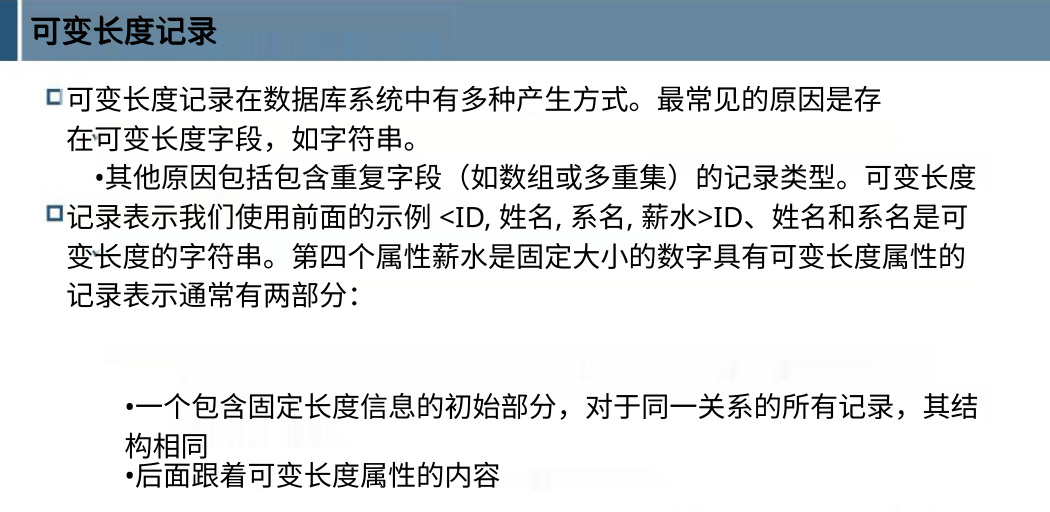 可变长度记录
可变长度记录在数据库系统中有多种产生方式。最常见的原因是存
在可变长度字段，如字符串。
•其他原因包括包含重复字段（如数组或多重集）的记录类型。可变长度
记录表示我们使用前面的示例 <ID, 姓名, 系名, 薪水>ID、姓名和系名是可
变长度的字符串。第四个属性薪水是固定大小的数字具有可变长度属性的
记录表示通常有两部分：
•一个包含固定长度信息的初始部分，对于同一关系的所有记录，其结
构相同
•后面跟着可变长度属性的内容